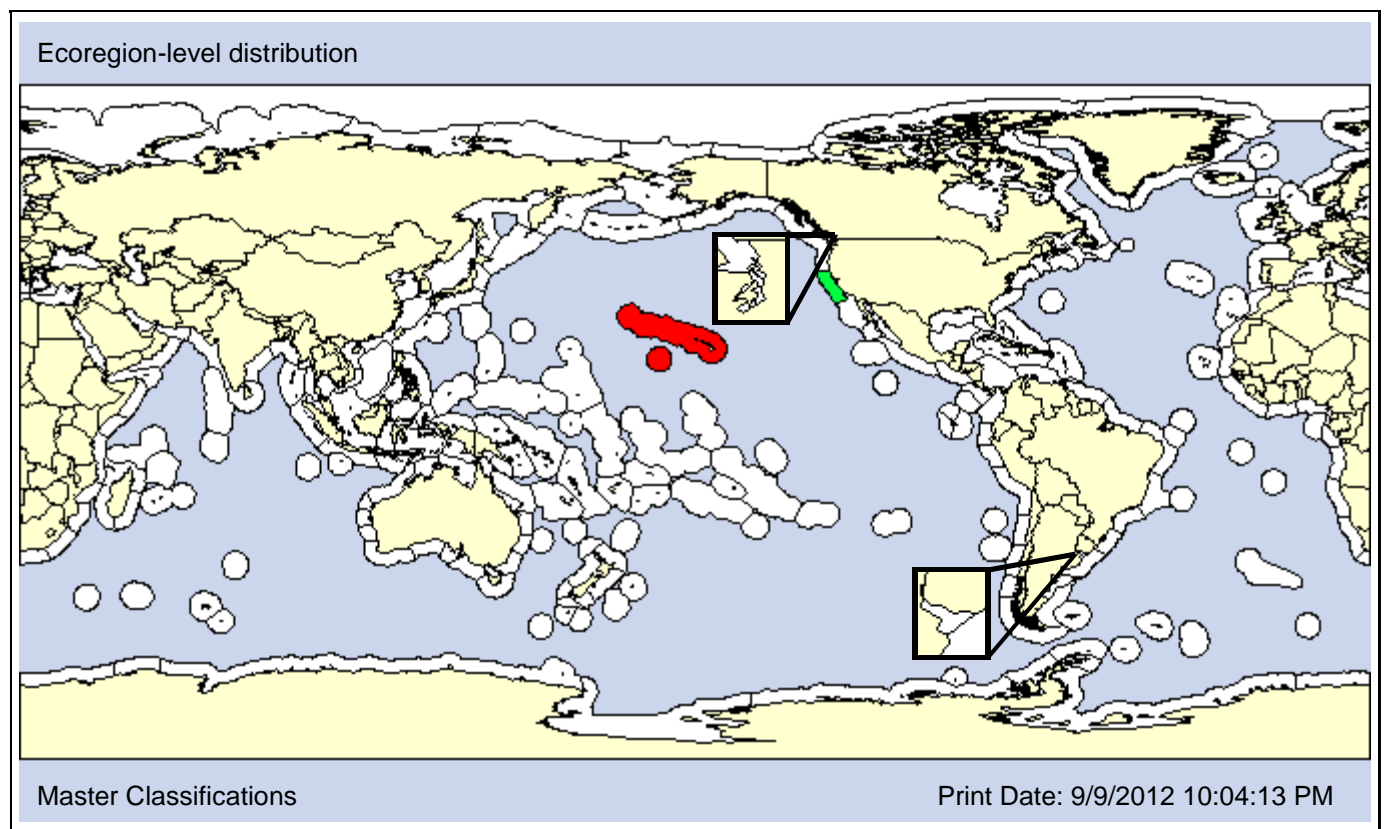 Ecoregion-level distribution
Master Classifications
Print Date: 9/9/2012 10:04:13 PM